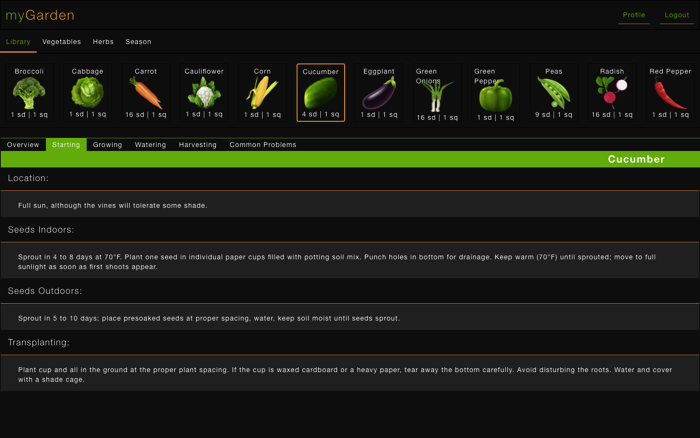 myGarden
Profile
Logout
Library
Vegetables
Herbs
Season
Broccoli
1 sd | 1 sq
Cabbage
1 sd | 1 sq
Carrot
16 sd | 1 sq
Cauliflower
1 sd | 1 sq
Corn
1 sd | 1 sq
Cucumber
4 sd | 1 sq
Eggplant
1 sd | 1 sq
Green
Onions
16 sd | 1 sq
Green
Pepper
1 sd | 1 sq
Peas
9 sd | 1 sq
Radish
16 sd | 1 sq
Red Pepper
1 sd | 1 sq
Overview
Starting
Growing
Watering
Harvesting
Common Problems
Cucumber
Location:
Full sun, although the vines will tolerate some shade.
Seeds Indoors:
Sprout in 4 to 8 days at 70°F. Plant one seed in individual paper cups filled with potting soil mix. Punch holes in bottom for drainage. Keep warm (70°F) until sprouted; move to full
sunlight as soon as first shoots appear.
Seeds Outdoors:
Sprout in 5 to 10 days; place presoaked seeds at proper spacing, water, keep soil moist until seeds sprout.
Transplanting:
Plant cup and all in the ground at the proper plant spacing. If the cup is waxed cardboard or a heavy paper, tear away the bottom carefully. Avoid disturbing the roots. Water and cover
with a shade cage.